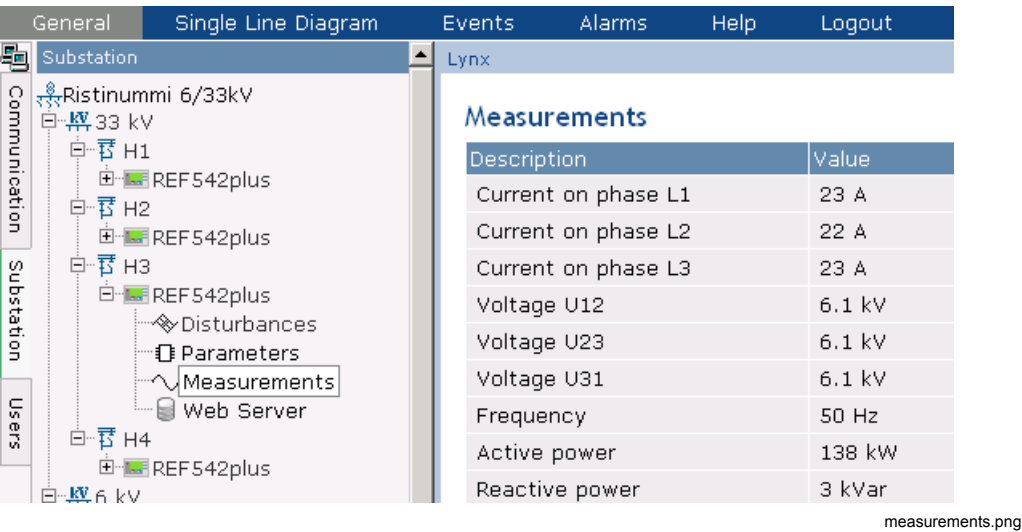 General Single Line Diagram Events Alarms Help Logout
Substation
Lynx
Communication
Substation
Users
Ristinummi 6/33kV
33 kV
H1
REF542plus
H2
REF542plus
H3
REF542plus
Disturbances
Parameters
Measurements
Web Server
H4
REF542plus
6 kV
Measurements
Description Value
Current on phase L1 23 A
Current on phase L2 22 A
Current on phase L3 23 A
Voltage U12 6.1 kV
Voltage U23 6.1 kV
Voltage U31 6.1 kV
Frequency 50 Hz
Active power 138 kW
Reactive power 3 kVar
measurements.png